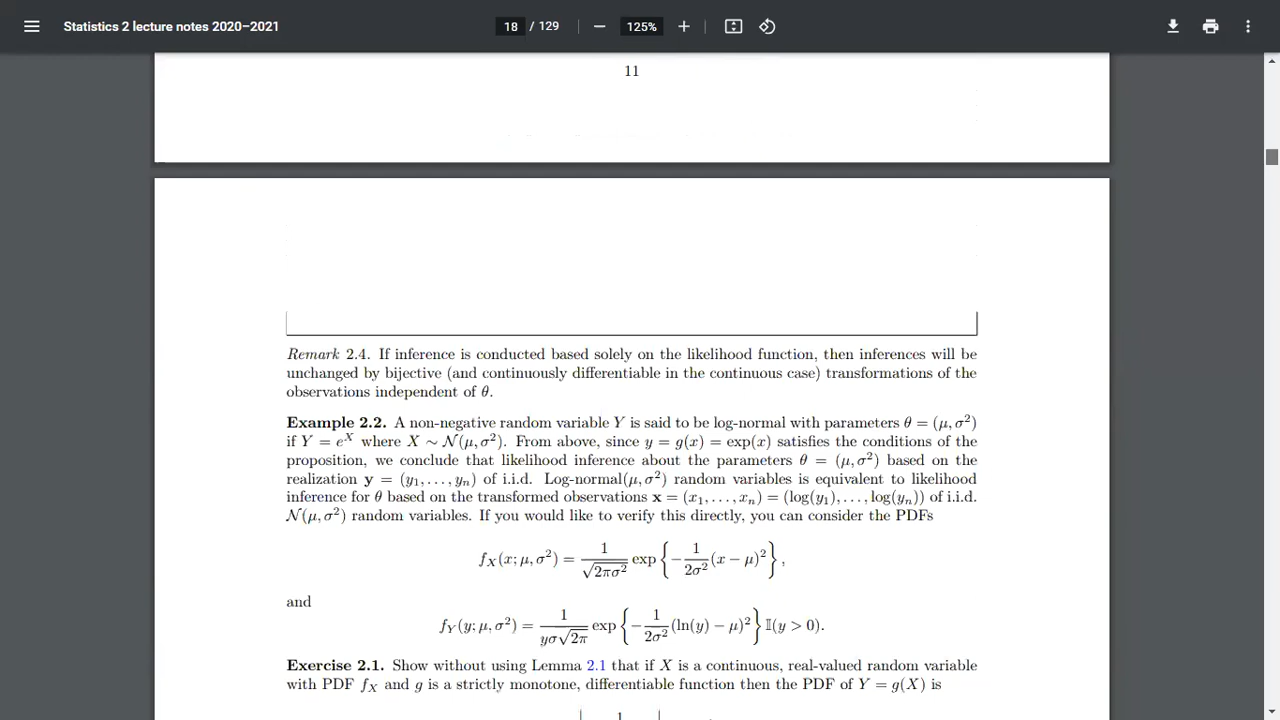 Statistics 2 lecture notes 2020–2021
18 / 129
125%
11
Remark 2.4. If inference is conducted based solely on the likelihood function, then inferences will be
unchanged by bijective (and continuously differentiable in the continuous case) transformations of the
observations independent of θ.
Example 2.2. A non-negative random variable Y is said to be log-normal with parameters θ = (μ, σ²)
if Y = eˣ where X ∼ N(μ, σ²). From above, since y = g(x) = exp(x) satisfies the conditions of the
proposition, we conclude that likelihood inference about the parameters θ = (μ, σ²) based on the
realization y = (y₁, . . . , yₙ) of i.i.d. Log-normal(μ, σ²) random variables is equivalent to likelihood
inference for θ based on the transformed observations x = (x₁, . . . , xₙ) = (log(y₁), . . . , log(yₙ)) of i.i.d.
N(μ, σ²) random variables. If you would like to verify this directly, you can consider the PDFs
f_X(x; μ, σ²) = 1/√(2πσ²) exp { −1/(2σ²) (x − μ)² } ,
and
f_Y(y; μ, σ²) = 1/(yσ√(2π)) exp { −1/(2σ²) (ln(y) − μ)² } 𝕀(y > 0).
Exercise 2.1. Show without using Lemma 2.1 that if X is a continuous, real-valued random variable
with PDF f_X and g is a strictly monotone, differentiable function then the PDF of Y = g(X) is